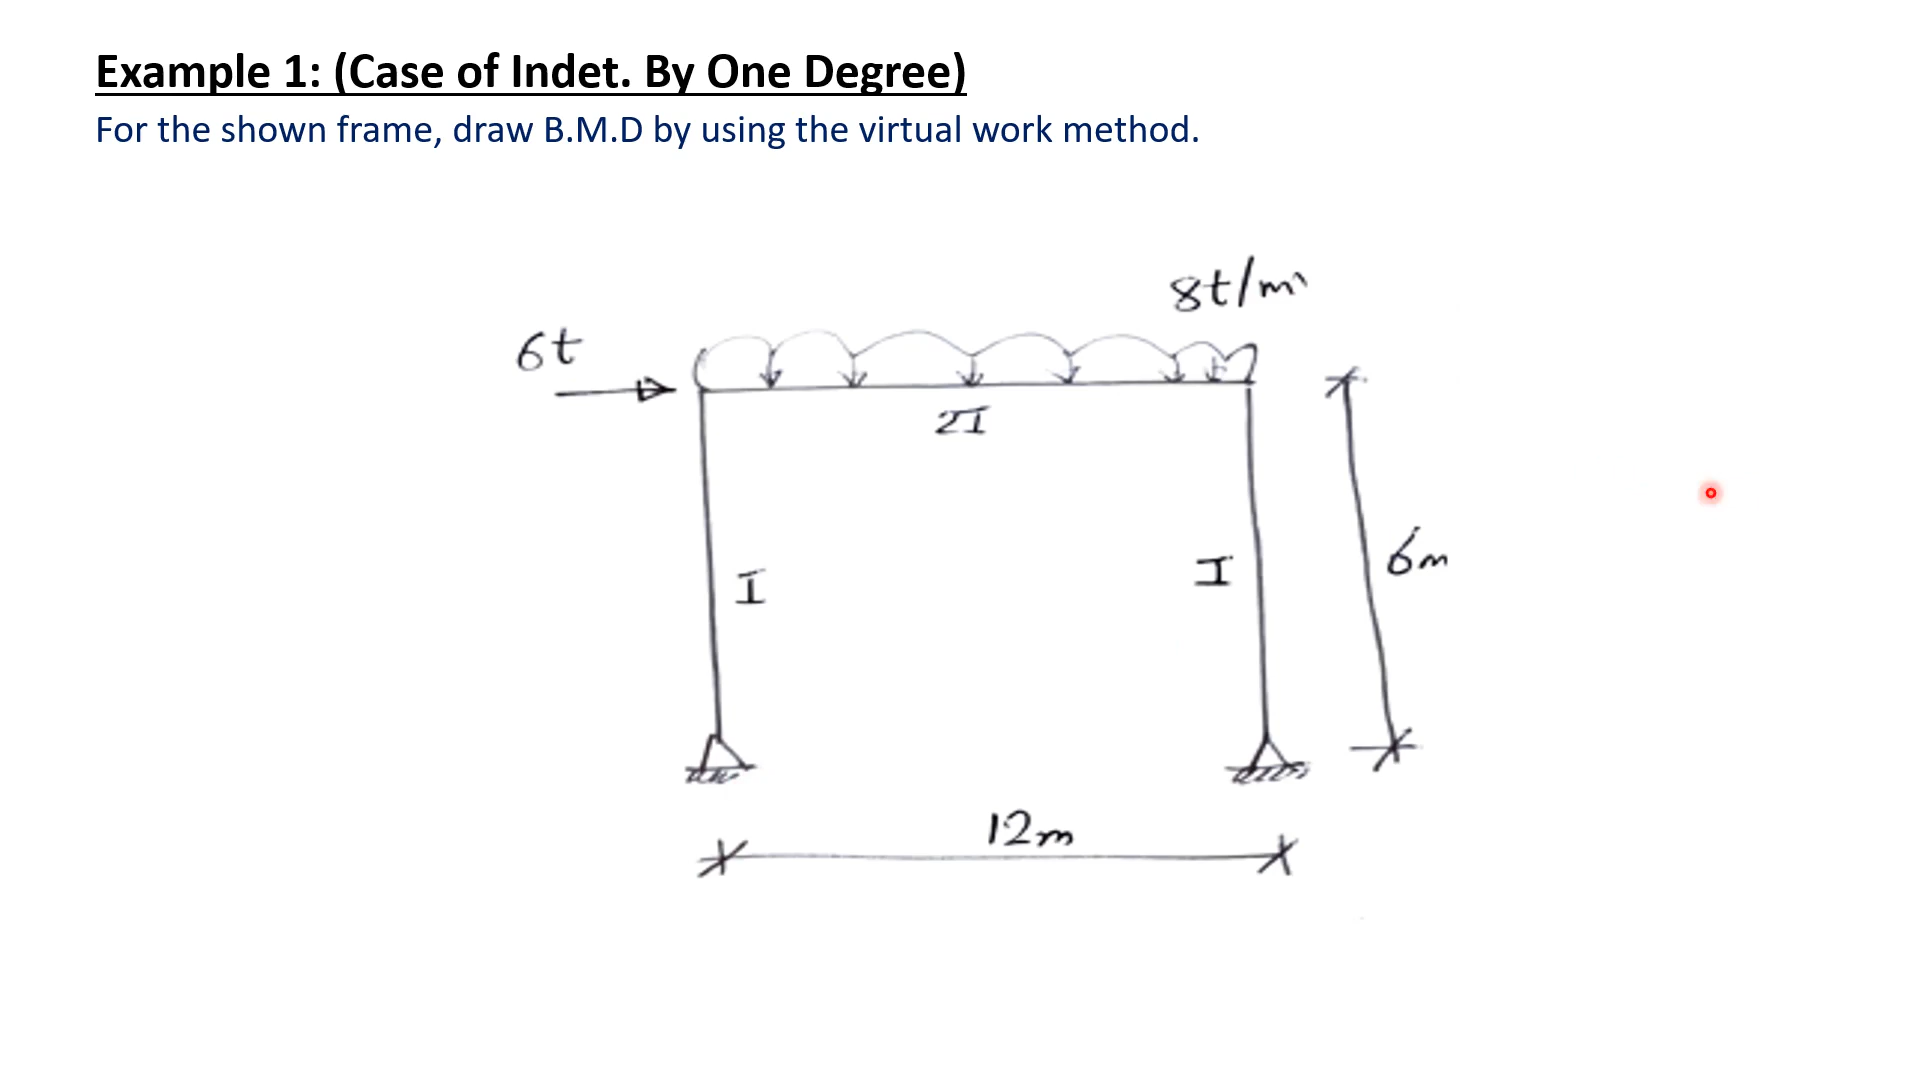 Example 1: (Case of Indet. By One Degree)
For the shown frame, draw B.M.D by using the virtual work method.
8t/m'
6t
2I
I
I
6m
12m